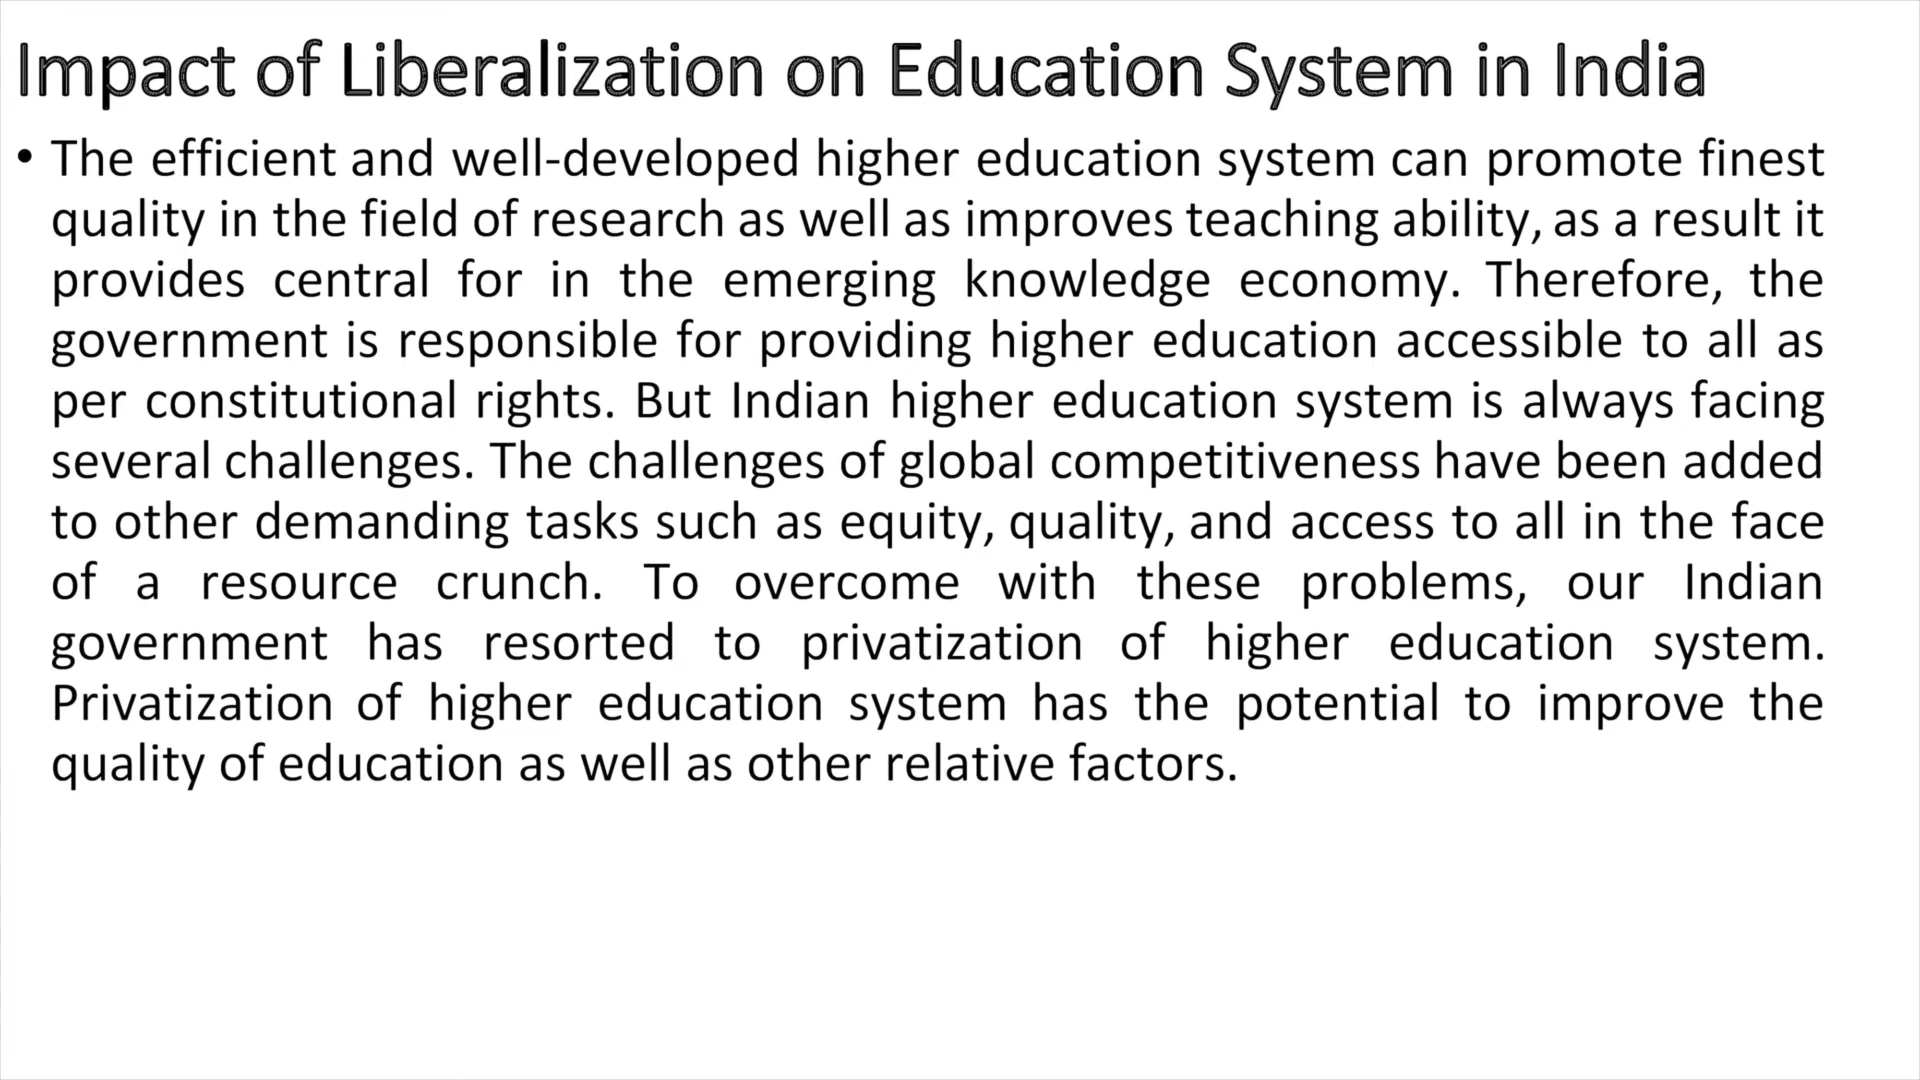 Impact of Liberalization on Education System in India
• The efficient and well-developed higher education system can promote finest
quality in the field of research as well as improves teaching ability, as a result it
provides central for in the emerging knowledge economy. Therefore, the
government is responsible for providing higher education accessible to all as
per constitutional rights. But Indian higher education system is always facing
several challenges. The challenges of global competitiveness have been added
to other demanding tasks such as equity, quality, and access to all in the face
of a resource crunch. To overcome with these problems, our Indian
government has resorted to privatization of higher education system.
Privatization of higher education system has the potential to improve the
quality of education as well as other relative factors.